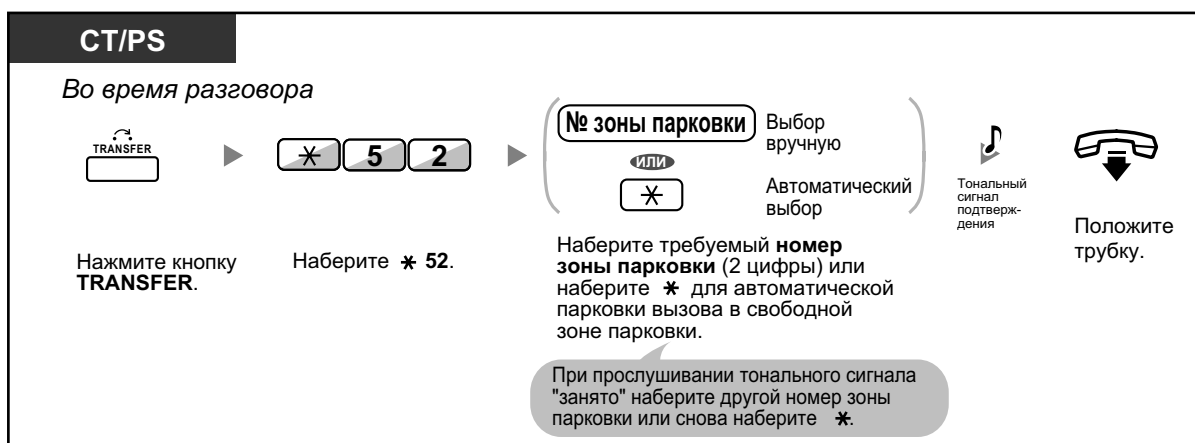 CT/PS
Во время разговора
TRANSFER
* 5 2
№ зоны парковки
Выбор
вручную
или
*
Автоматический
выбор
Тональный
сигнал
подтверж-
дения
Нажмите кнопку
TRANSFER.
Наберите * 52.
Наберите требуемый номер
зоны парковки (2 цифры) или
наберите * для автоматической
парковки вызова в свободной
зоне парковки.
Положите
трубку.
При прослушивании тонального сигнала
"занято" наберите другой номер зоны
парковки или снова наберите *.